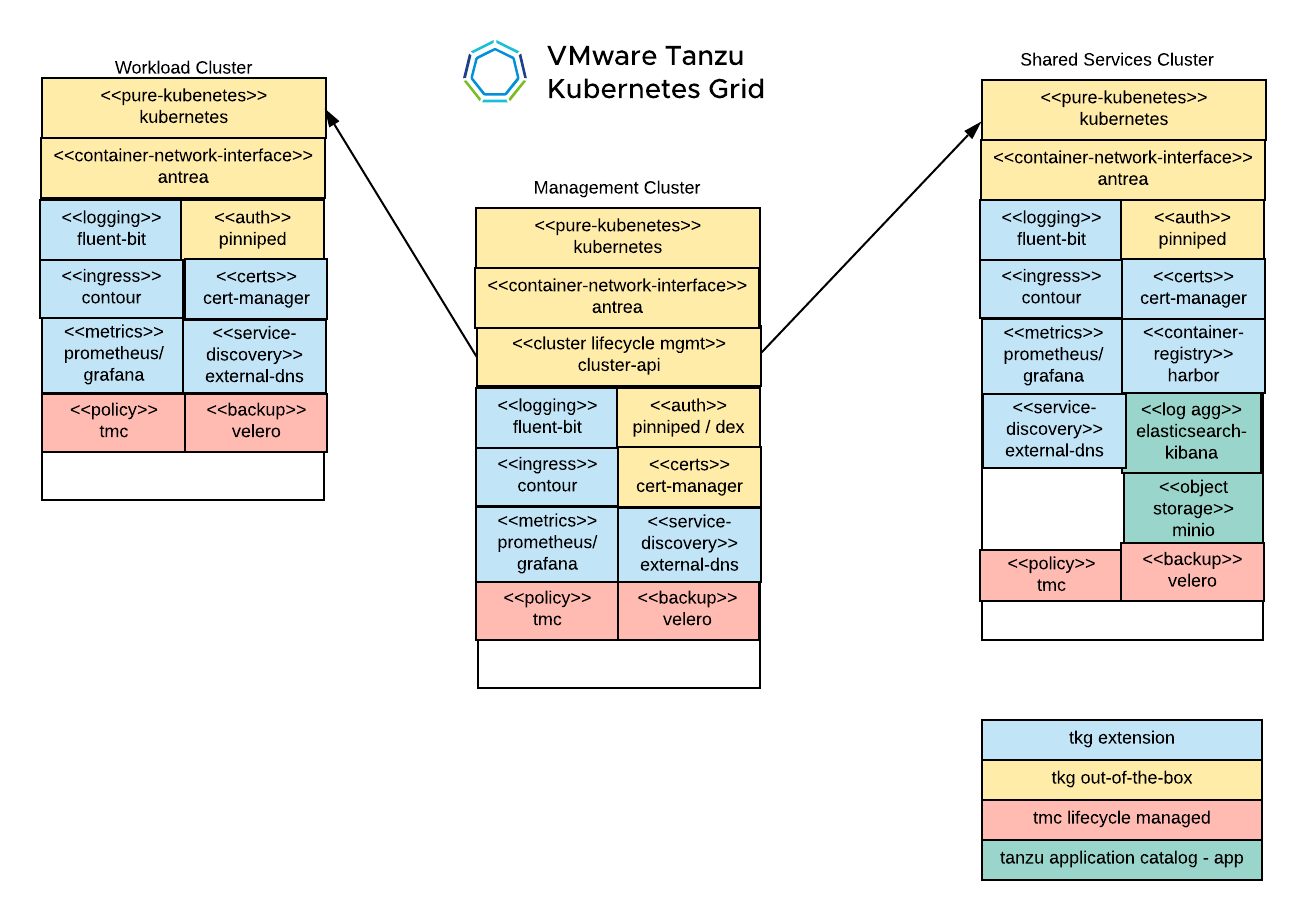 VMware Tanzu
Kubernetes Grid
Workload Cluster
<<pure-kubenetes>>
kubernetes
<<container-network-interface>>
antrea
<<logging>>
fluent-bit
<<auth>>
pinniped
<<ingress>>
contour
<<certs>>
cert-manager
<<metrics>>
prometheus/
grafana
<<service-
discovery>>
external-dns
<<policy>>
tmc
<<backup>>
velero
Management Cluster
<<pure-kubenetes>>
kubernetes
<<container-network-interface>>
antrea
<<cluster lifecycle mgmt>>
cluster-api
<<logging>>
fluent-bit
<<auth>>
pinniped / dex
<<ingress>>
contour
<<certs>>
cert-manager
<<metrics>>
prometheus/
grafana
<<service-
discovery>>
external-dns
<<policy>>
tmc
<<backup>>
velero
Shared Services Cluster
<<pure-kubenetes>>
kubernetes
<<container-network-interface>>
antrea
<<logging>>
fluent-bit
<<auth>>
pinniped
<<ingress>>
contour
<<certs>>
cert-manager
<<metrics>>
prometheus/
grafana
<<container-
registry>>
harbor
<<service-
discovery>>
external-dns
<<log agg>>
elasticsearch-
kibana
<<object
storage>>
minio
<<policy>>
tmc
<<backup>>
velero
tkg extension
tkg out-of-the-box
tmc lifecycle managed
tanzu application catalog - app